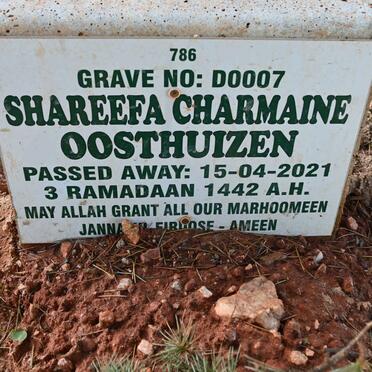 786
GRAVE NO: D0007
SHAREEFA CHARMAINE
OOSTHUIZEN
PASSED AWAY: 15-04-2021
3 RAMADAAN 1442 A.H.
MAY ALLAH GRANT ALL OUR MARHOOMEEN
FIRDOSE - AMEEN